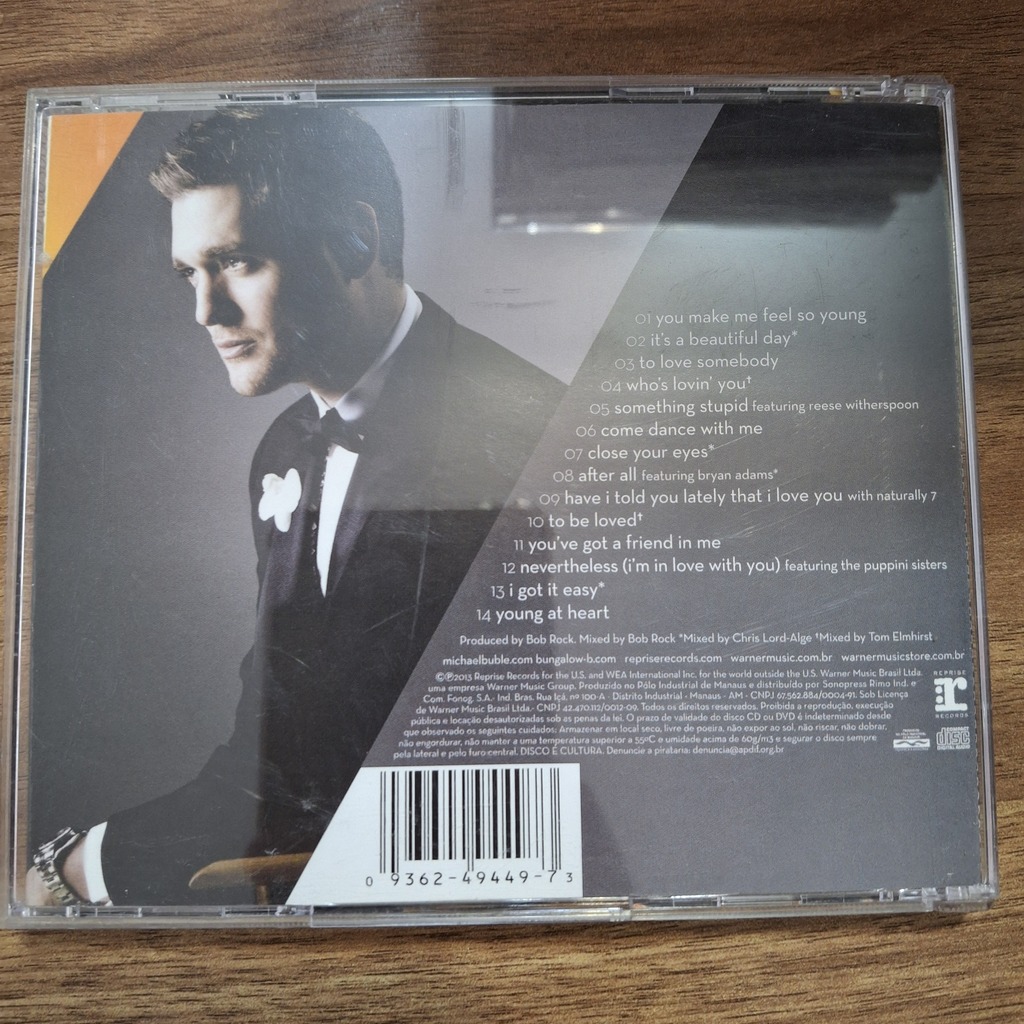 01 you make me feel so young
02 it's a beautiful day*
03 to love somebody
04 who's lovin' you†
05 something stupid featuring reese witherspoon
06 come dance with me
07 close your eyes*
08 after all featuring bryan adams*
09 have i told you lately that i love you with naturally 7
10 to be loved†
11 you've got a friend in me
12 nevertheless (i'm in love with you) featuring the puppini sisters
13 i got it easy*
14 young at heart
Produced by Bob Rock. Mixed by Bob Rock *Mixed by Chris Lord-Alge †Mixed by Tom Elmhirst
michaelbuble.com bungalow-b.com repriserecords.com warnermusic.com.br warnermusicstore.com.br
©℗2013 Reprise Records for the U.S. and WEA International Inc. for the world outside the U.S. Warner Music Brasil Ltda.
uma empresa Warner Music Group. Produzido no Pólo Industrial de Manaus e distribuído por Sonopress Rimo Ind. e
Com. Fonog. S.A.- Ind. Bras. Rua Içá, nº 100-A - Distrito Industrial - Manaus - AM - CNPJ 67.562.884/0004-91. Sob Licença
de Warner Music Brasil Ltda.- CNPJ 42.470.112/0012-09. Todos os direitos reservados. Proibida a reprodução, execução
pública e locação desautorizadas sob as penas da lei. O prazo de validade do disco CD ou DVD é indeterminado desde
que observado os seguintes cuidados: Armazenar em local seco, livre de poeira, não expor ao sol, não riscar, não dobrar,
não engordurar, não manter a uma temperatura superior a 55ºC e umidade acima de 60g/m3 e segurar o disco sempre
pela lateral e pelo furo central. DISCO É CULTURA. Denuncie a pirataria: denuncia@apdif.org.br
REPRISE
:r
RECORDS
COMPACT
disc
DIGITAL AUDIO
0 9362-49449-7 3